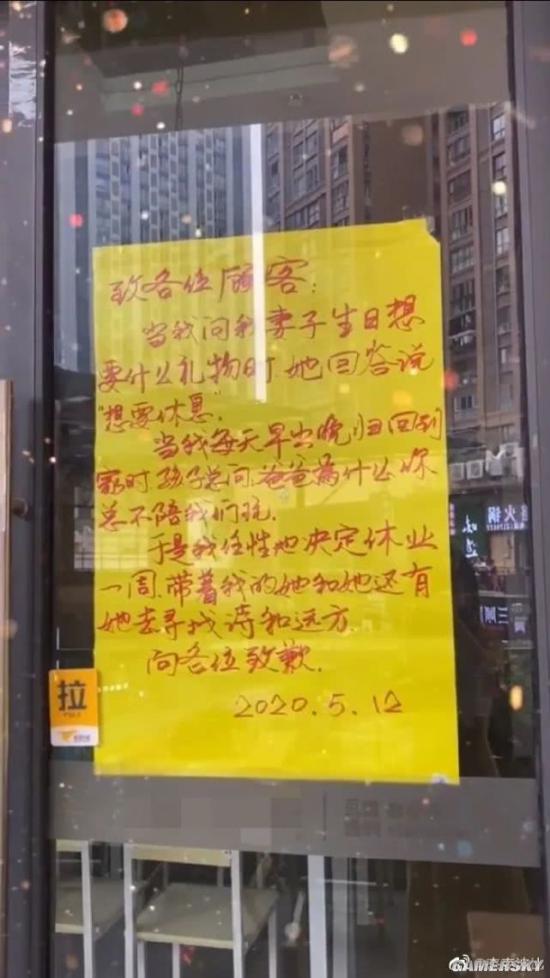 致各位顾客：
当我问我妻子生日想
要什么礼物时,她回答说
"想要休息".
当我每天早出晚归回到
家时孩子总问,爸爸为什么你
总不陪我们玩.
于是我任性地决定休业
一周.带着我的她和她还有
她去寻找诗和远方.
向各位致歉.
2020.5.12
拉
火锅
三顾
GAMERSKY